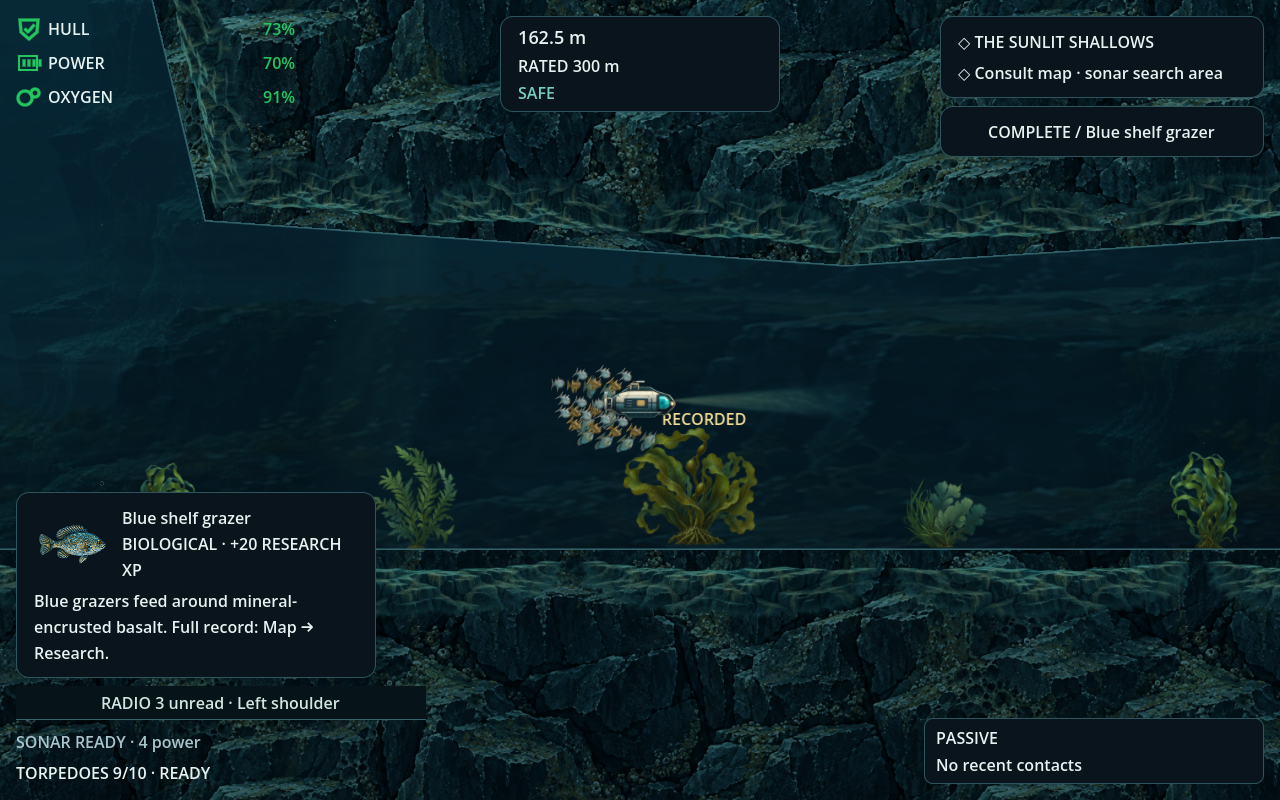 HULL 73%
POWER 70%
OXYGEN 91%
162.5 m
RATED 300 m
SAFE
◇ THE SUNLIT SHALLOWS
◇ Consult map · sonar search area
COMPLETE / Blue shelf grazer
RECORDED
Blue shelf grazer
BIOLOGICAL · +20 RESEARCH
XP
Blue grazers feed around mineral-
encrusted basalt. Full record: Map →
Research.
RADIO 3 unread · Left shoulder
SONAR READY · 4 power
TORPEDOES 9/10 · READY
PASSIVE
No recent contacts